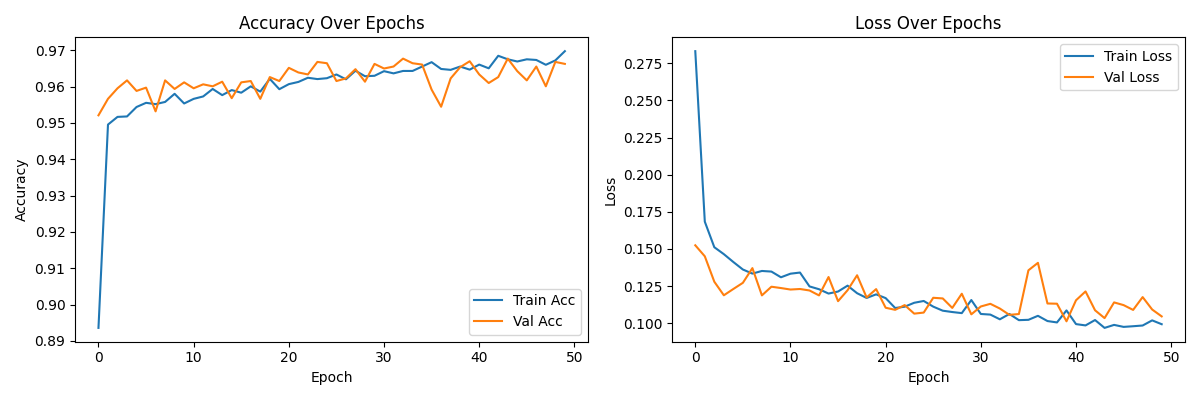 Accuracy Over Epochs
Accuracy
0.97
0.96
0.95
0.94
0.93
0.92
0.91
0.90
0.89
Train Acc
Val Acc
0 10 20 30 40 50
Epoch
Loss Over Epochs
Loss
0.275
0.250
0.225
0.200
0.175
0.150
0.125
0.100
Train Loss
Val Loss
0 10 20 30 40 50
Epoch